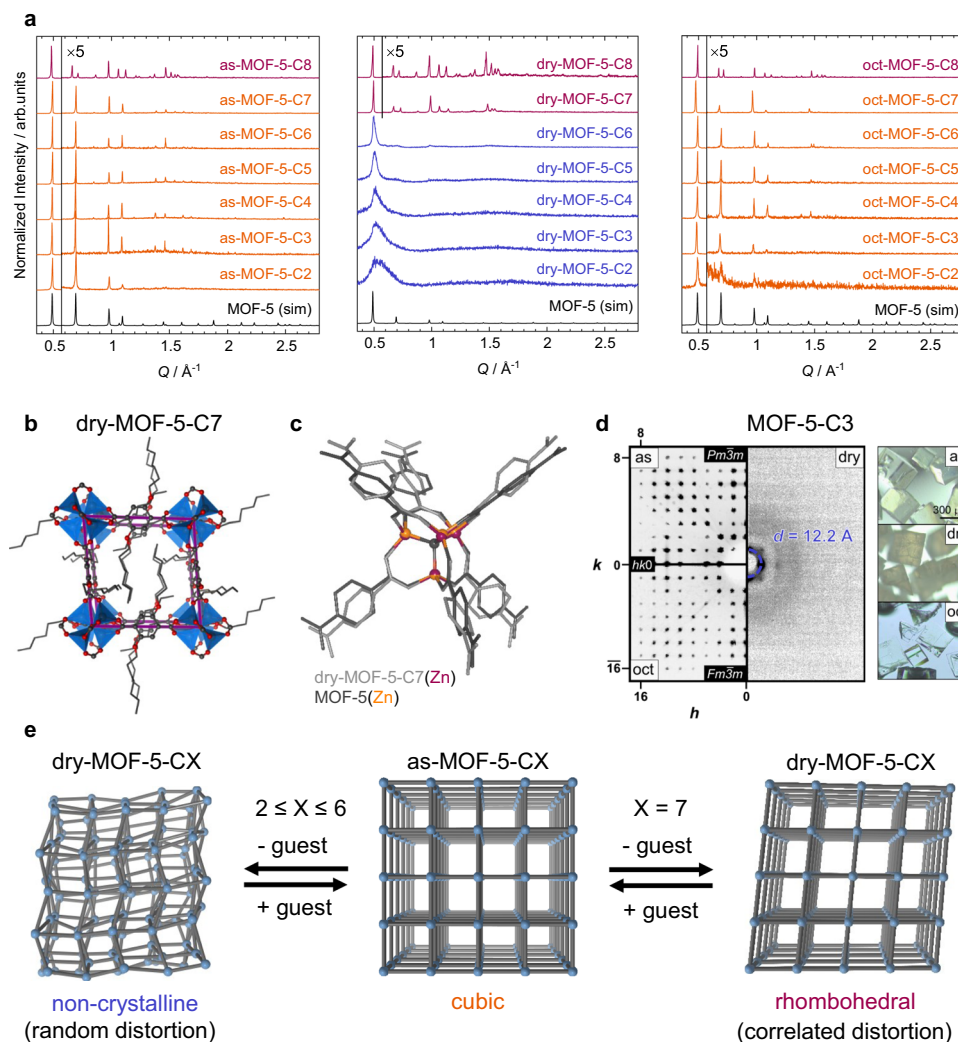 a
Normalized Intensity / arb.units
×5
as-MOF-5-C8
as-MOF-5-C7
as-MOF-5-C6
as-MOF-5-C5
as-MOF-5-C4
as-MOF-5-C3
as-MOF-5-C2
MOF-5 (sim)
0.5 1 1.5 2 2.5
Q / Å-1
×5
dry-MOF-5-C8
dry-MOF-5-C7
dry-MOF-5-C6
dry-MOF-5-C5
dry-MOF-5-C4
dry-MOF-5-C3
dry-MOF-5-C2
MOF-5 (sim)
0.5 1 1.5 2 2.5
Q / Å-1
×5
oct-MOF-5-C8
oct-MOF-5-C7
oct-MOF-5-C6
oct-MOF-5-C5
oct-MOF-5-C4
oct-MOF-5-C3
oct-MOF-5-C2
MOF-5 (sim)
0.5 1 1.5 2 2.5
Q / A-1
b dry-MOF-5-C7
c
dry-MOF-5-C7(Zn)
MOF-5(Zn)
d MOF-5-C3
8
8
as
Pm3̅m
dry
d = 12.2 A
k
0
hk0
1̅6̅
oct
Fm3̅m
16 0
h
300
e
dry-MOF-5-CX
as-MOF-5-CX
dry-MOF-5-CX
2 ≤ X ≤ 6
- guest
+ guest
X = 7
- guest
+ guest
non-crystalline
(random distortion)
cubic
rhombohedral
(correlated distortion)